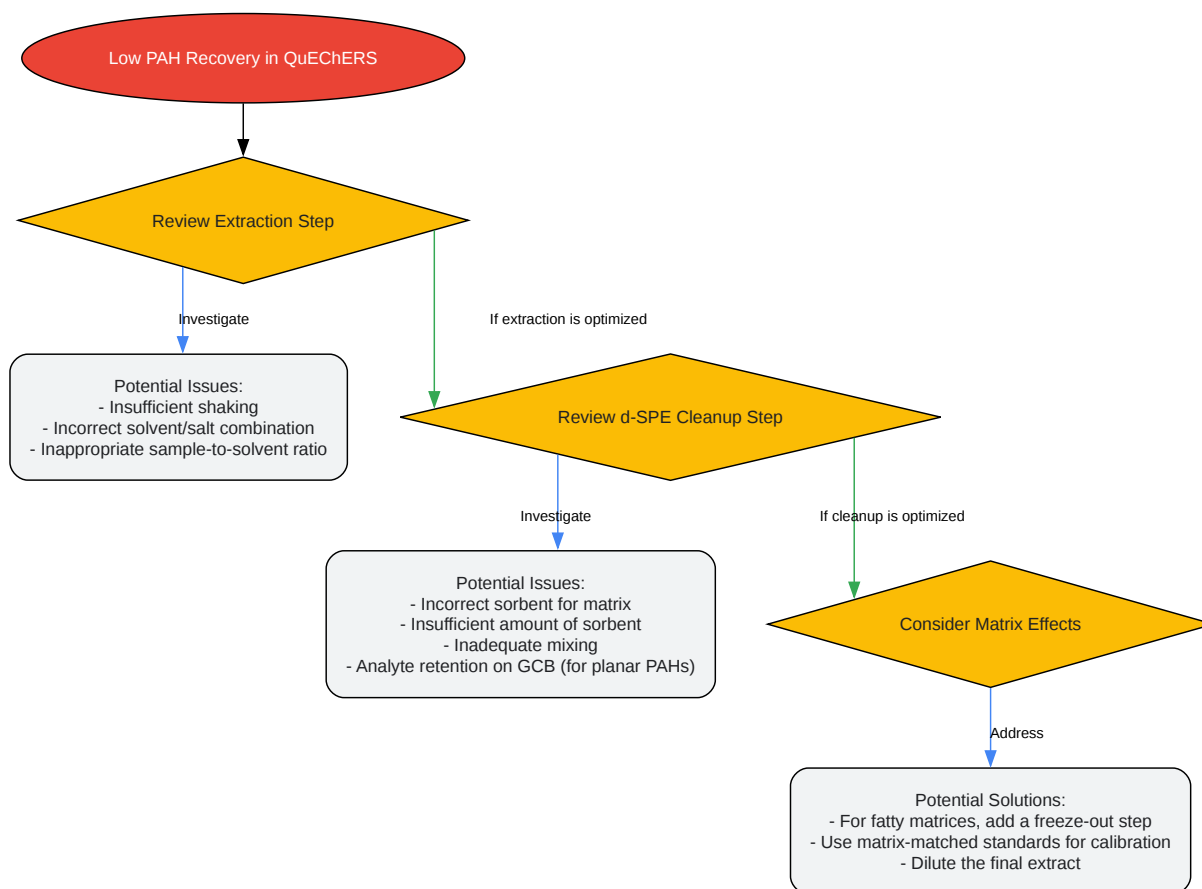 Low PAH Recovery in QuEChERS
Review Extraction Step
Investigate
If extraction is optimized
Potential Issues:
- Insufficient shaking
- Incorrect solvent/salt combination
- Inappropriate sample-to-solvent ratio
Review d-SPE Cleanup Step
Investigate
If cleanup is optimized
Potential Issues:
- Incorrect sorbent for matrix
- Insufficient amount of sorbent
- Inadequate mixing
- Analyte retention on GCB (for planar PAHs)
Consider Matrix Effects
Address
Potential Solutions:
- For fatty matrices, add a freeze-out step
- Use matrix-matched standards for calibration
- Dilute the final extract